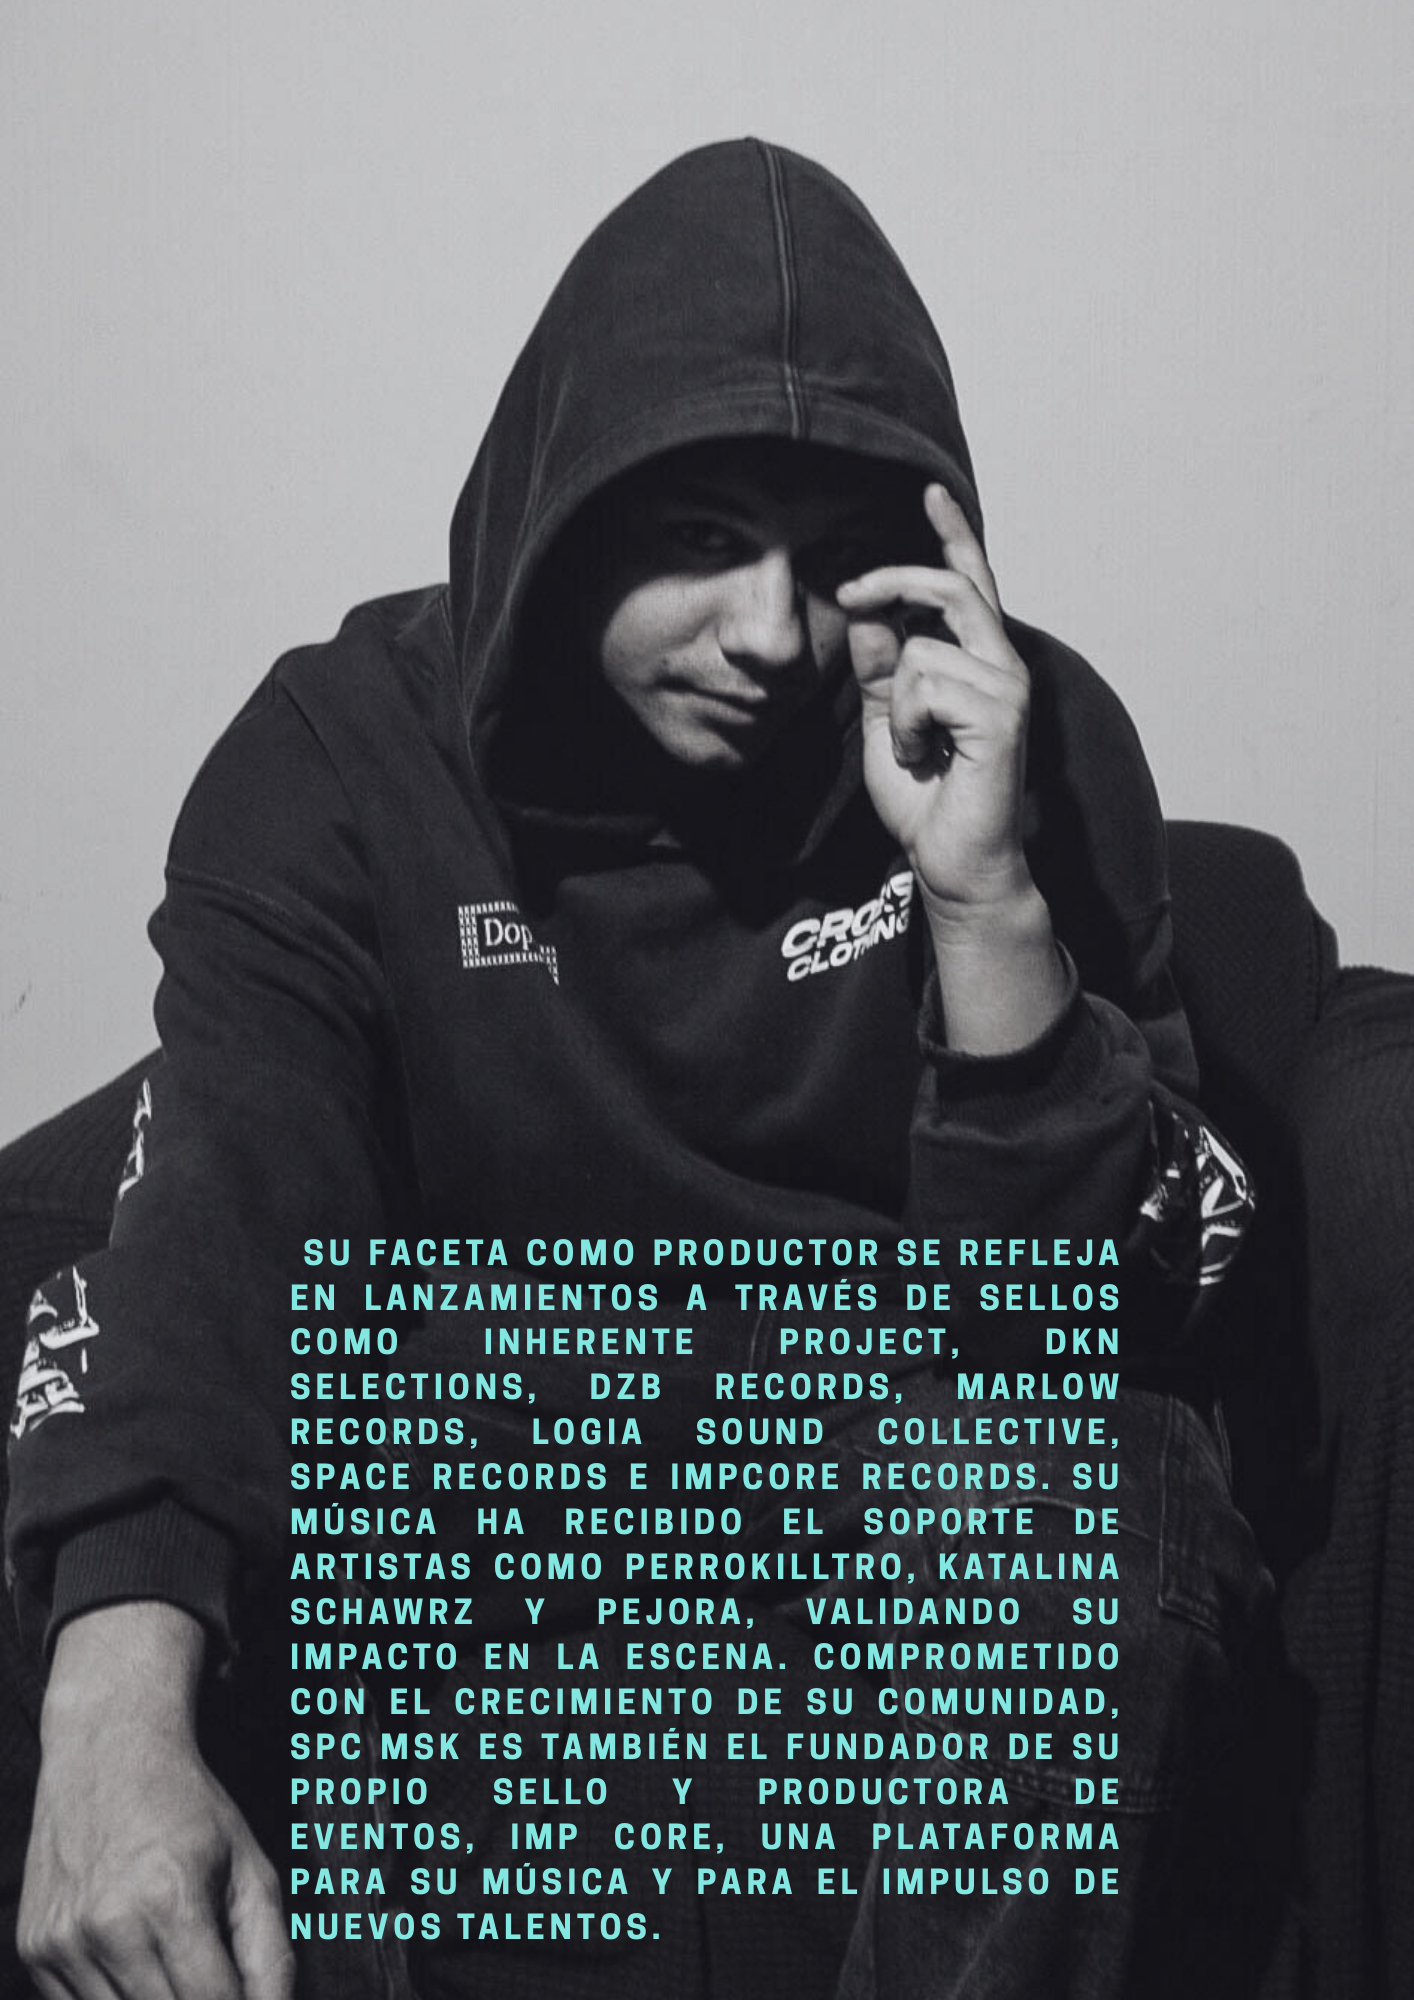 Dop
CLOTHING
SU FACETA COMO PRODUCTOR SE REFLEJA
EN LANZAMIENTOS A TRAVÉS DE SELLOS
COMO INHERENTE PROJECT, DKN
SELECTIONS, DZB RECORDS, MARLOW
RECORDS, LOGIA SOUND COLLECTIVE,
SPACE RECORDS E IMPCORE RECORDS. SU
MÚSICA HA RECIBIDO EL SOPORTE DE
ARTISTAS COMO PERROKILLTRO, KATALINA
SCHAWRZ Y PEJORA, VALIDANDO SU
IMPACTO EN LA ESCENA. COMPROMETIDO
CON EL CRECIMIENTO DE SU COMUNIDAD,
SPC MSK ES TAMBIÉN EL FUNDADOR DE SU
PROPIO SELLO Y PRODUCTORA DE
EVENTOS, IMP CORE, UNA PLATAFORMA
PARA SU MÚSICA Y PARA EL IMPULSO DE
NUEVOS TALENTOS.